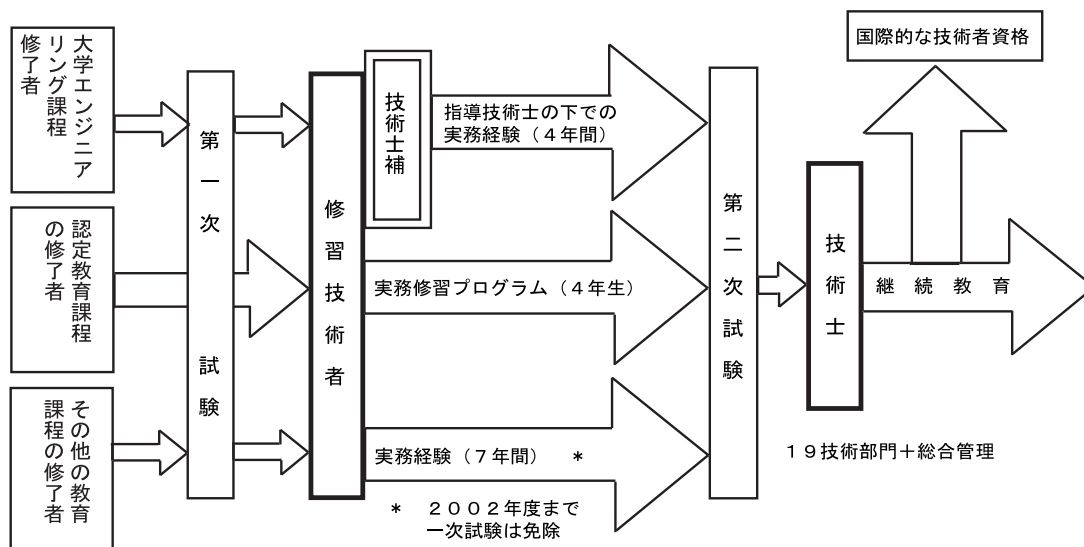 大学エンジニア
リング課程
修了者
認定教育課程
の修了者
その他の教育
課程の修了者
第一次 試験
修習技術者
技術士補
指導技術士の下での
実務経験（４年間）
実務修習プログラム（４年生）
実務経験（７年間） ＊
＊ ２００２年度まで
一次試験は免除
第二次試験
技術士
継続教育
国際的な技術者資格
１９技術部門＋総合管理